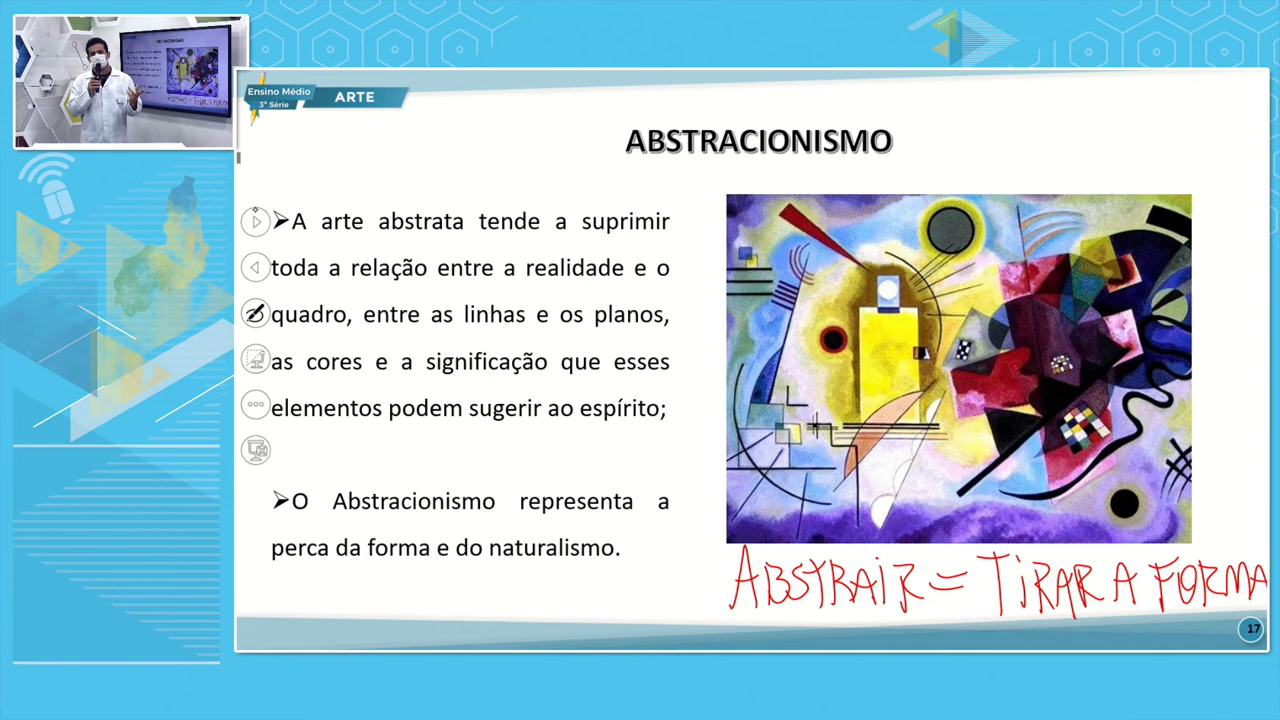 Ensino Médio
3ª Série
ARTE
ABSTRACIONISMO
➢A arte abstrata tende a suprimir
toda a relação entre a realidade e o
quadro, entre as linhas e os planos,
as cores e a significação que esses
elementos podem sugerir ao espírito;
➢O Abstracionismo representa a
perca da forma e do naturalismo.
ABSTRAIR = TIRAR A FORMA
17